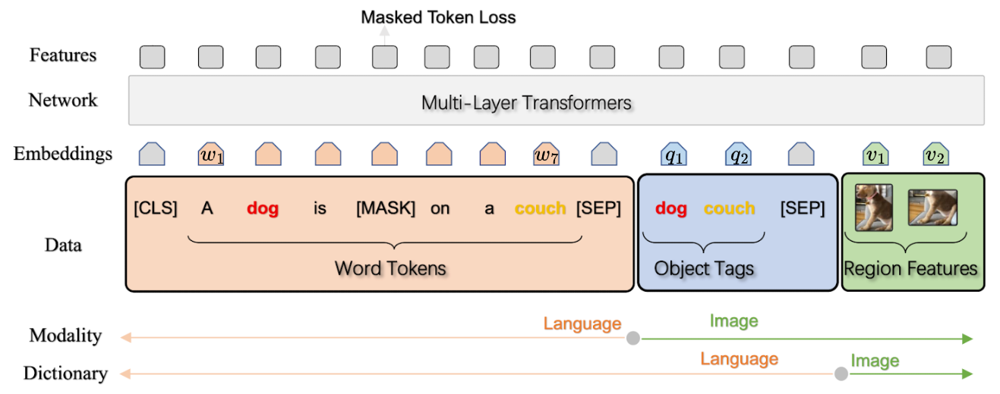 Masked Token Loss
Features
Network
Multi-Layer Transformers
Embeddings
w1 w7 q1 q2 v1 v2
[CLS] A dog is [MASK] on a couch [SEP] dog couch [SEP]
Data
Word Tokens Object Tags Region Features
Modality
Language Image
Dictionary
Language Image